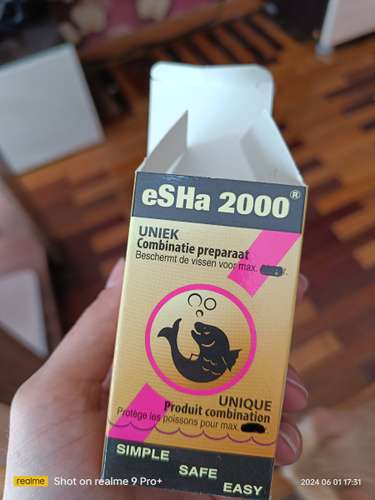 eSHa 2000®
UNIEK
Combinatie preparaat
Beschermt de vissen voor max.
UNIQUE
Produit combination
Protège les poissons pour max.
SIMPLE
SAFE
EASY
realme Shot on realme 9 Pro+
2024 06 01 17:31